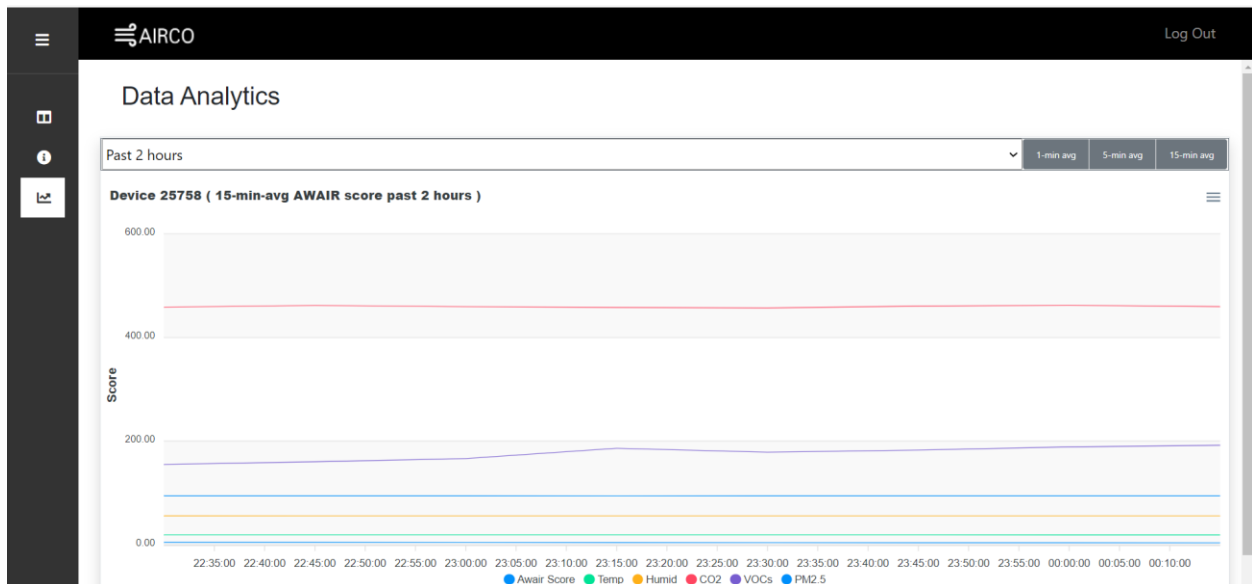 AIRCO
Log Out
Data Analytics
Past 2 hours
1-min avg
5-min avg
15-min avg
Device 25758 ( 15-min-avg AWAIR score past 2 hours )
600.00
400.00
200.00
0.00
Score
22:35:00 22:40:00 22:45:00 22:50:00 22:55:00 23:00:00 23:05:00 23:10:00 23:15:00 23:20:00 23:25:00 23:30:00 23:35:00 23:40:00 23:45:00 23:50:00 23:55:00 00:00:00 00:05:00 00:10:00
Awair Score Temp Humid CO2 VOCs PM2.5